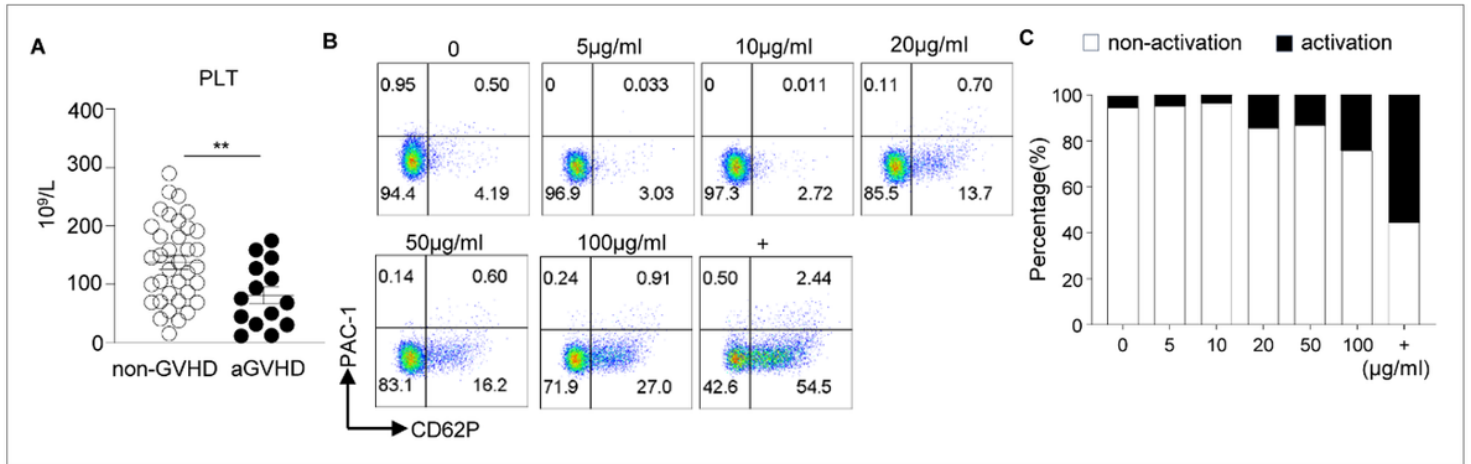 A
PLT
10⁹/L
400
300
200
100
0
**
non-GVHD aGVHD
B
0
0.95 0.50
94.4 4.19
5µg/ml
0 0.033
96.9 3.03
10µg/ml
0 0.011
97.3 2.72
20µg/ml
0.11 0.70
85.5 13.7
50µg/ml
0.14 0.60
83.1 16.2
100µg/ml
0.24 0.91
71.9 27.0
+
0.50 2.44
42.6 54.5
PAC-1
CD62P
C
non-activation activation
Percentage(%)
100
80
60
40
20
0
0 5 10 20 50 100 +
(µg/ml)